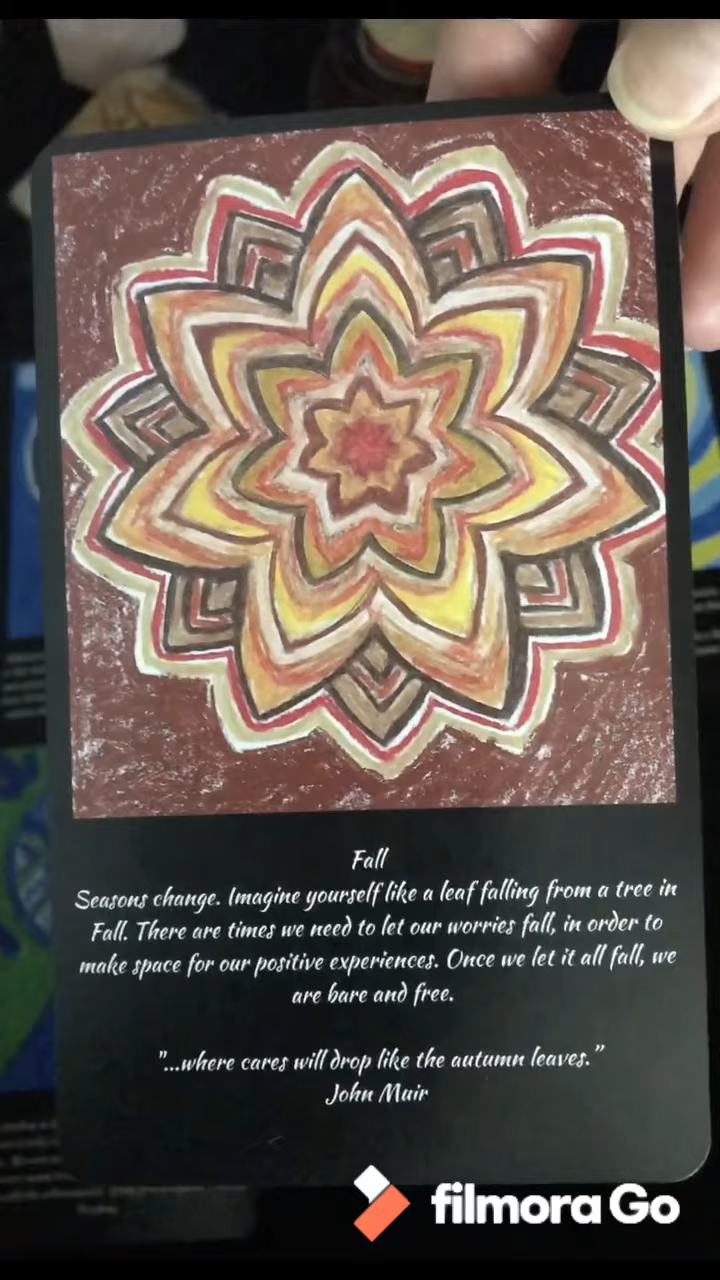 Fall
Seasons change. Imagine yourself like a leaf falling from a tree in
Fall. There are times we need to let our worries fall, in order to
make space for our positive experiences. Once we let it all fall, we
are bare and free.
"...where cares will drop like the autumn leaves."
John Muir
filmora Go